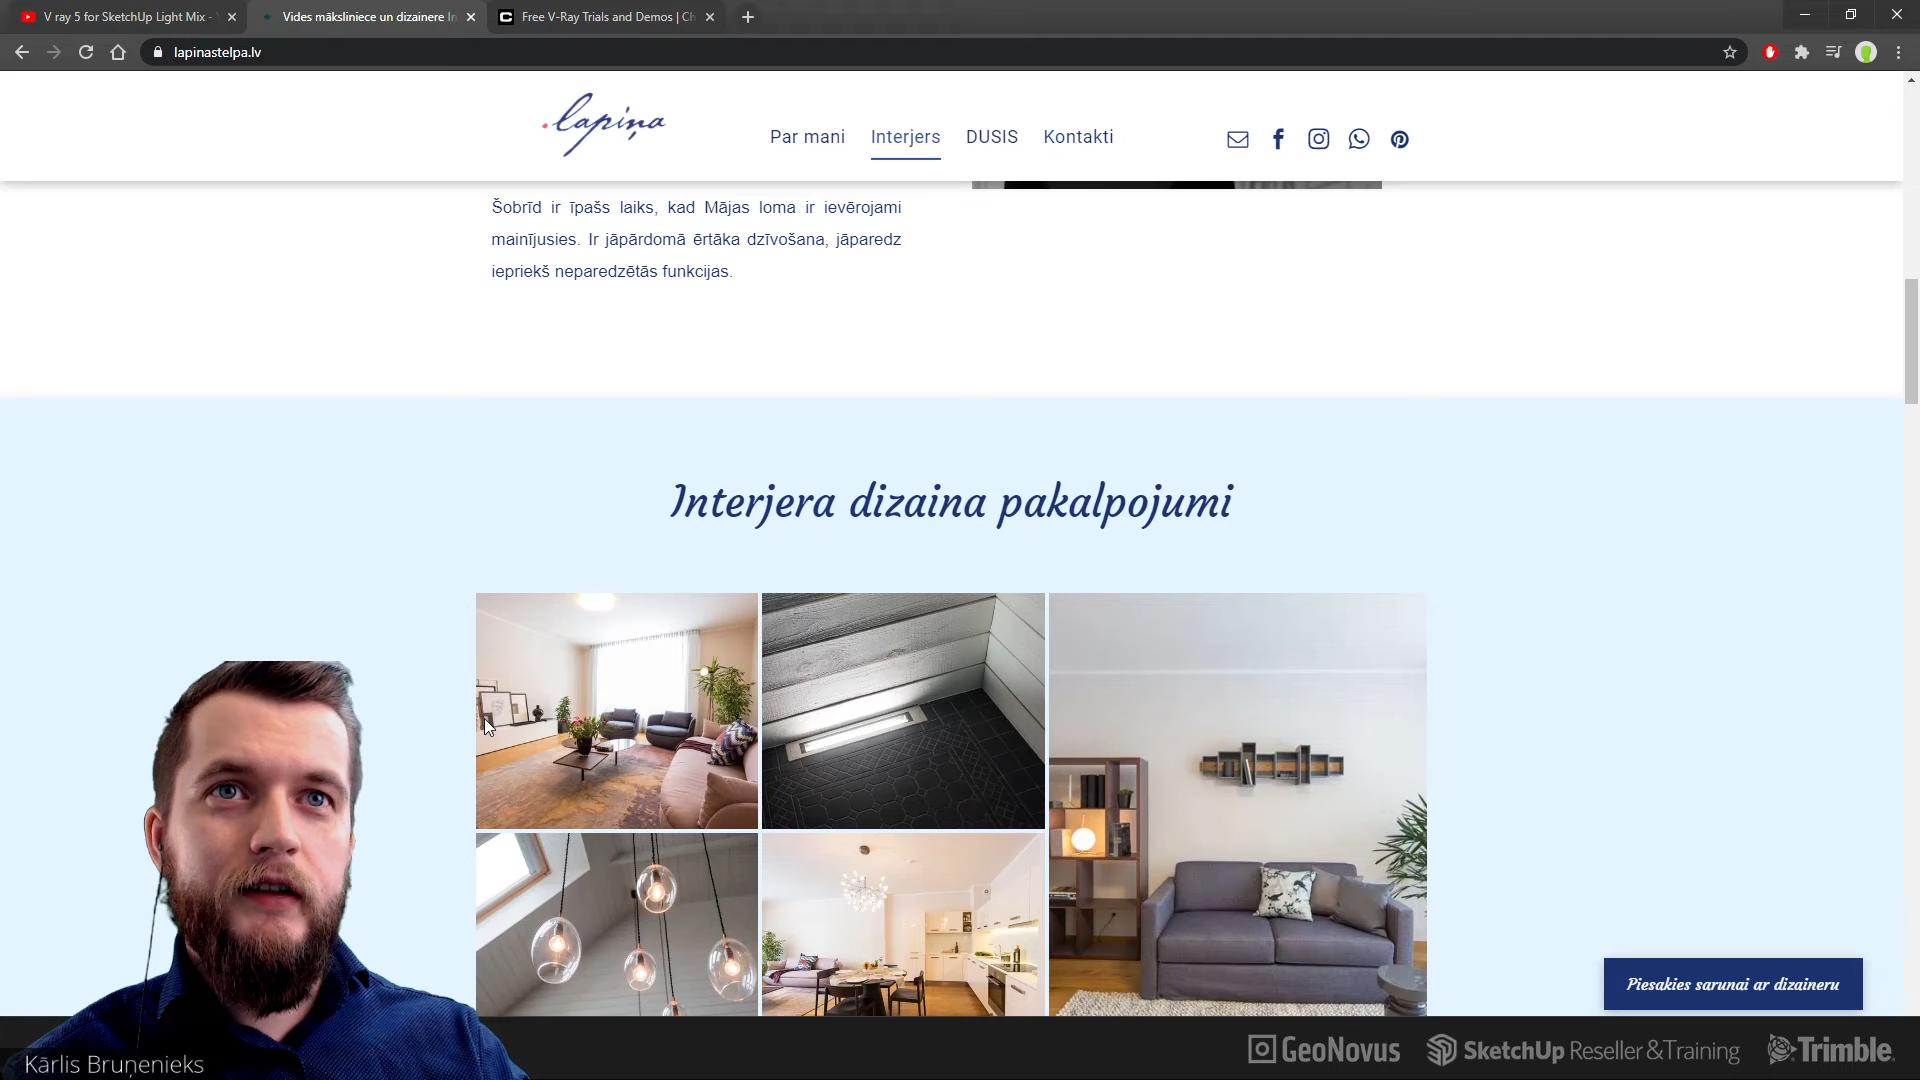 V ray 5 for SketchUp Light Mix -
Vides māksliniece un dizainere In
Free V-Ray Trials and Demos | Ch
lapinastelpa.lv
.lapiņa
Par mani
Interjers
DUSIS
Kontakti
Šobrīd ir īpašs laiks, kad Mājas loma ir ievērojami
mainījusies. Ir jāpārdomā ērtāka dzīvošana, jāparedz
iepriekš neparedzētās funkcijas.
Interjera dizaina pakalpojumi
Piesakies sarunai ar dizaineru
Kārlis Bruņenieks
GeoNovus
SketchUp Reseller & Training
Trimble.